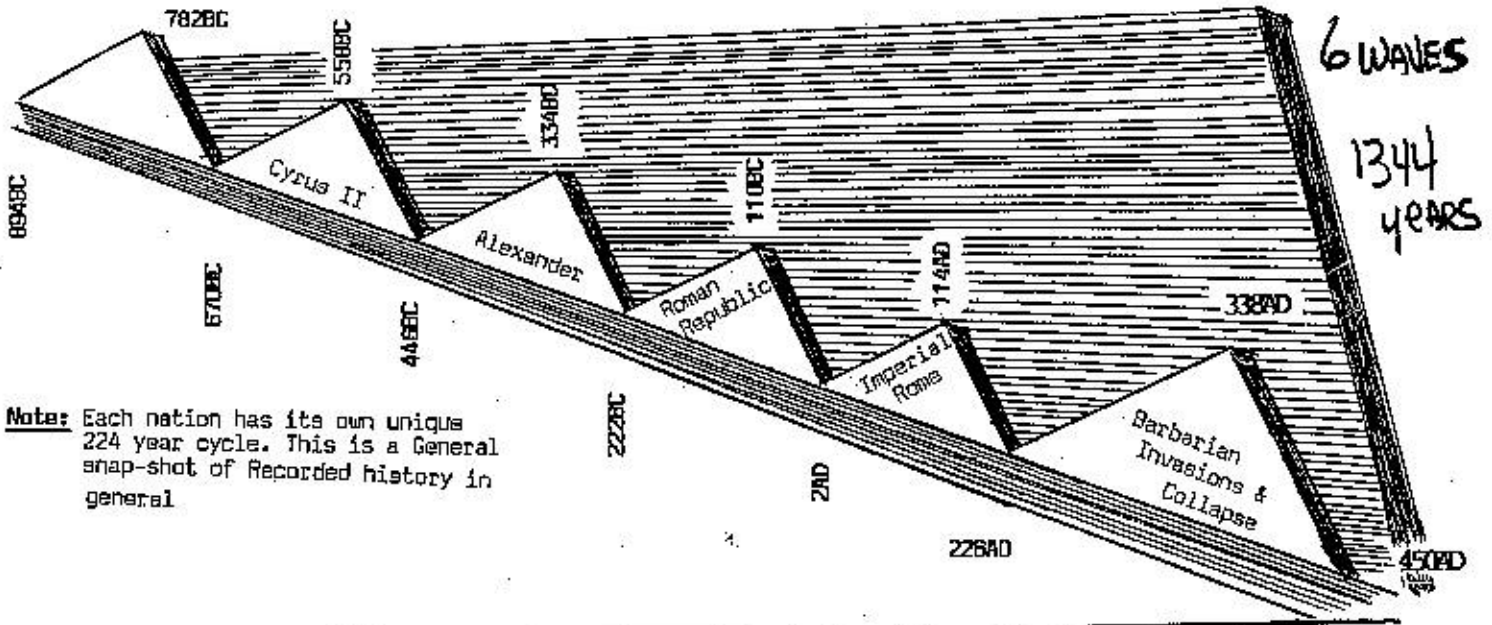 782BC
558BC
334BC
110BC
114AD
338AD
6 WAVES
1344
YEARS
Cyrus II
Alexander
Roman
Republic
Imperial
Rome
Barbarian
Invasions &
Collapse
894BC
670BC
446BC
222BC
2AD
226AD
450AD
Note: Each nation has its own unique
224 year cycle. This is a General
snap-shot of Recorded history in
general